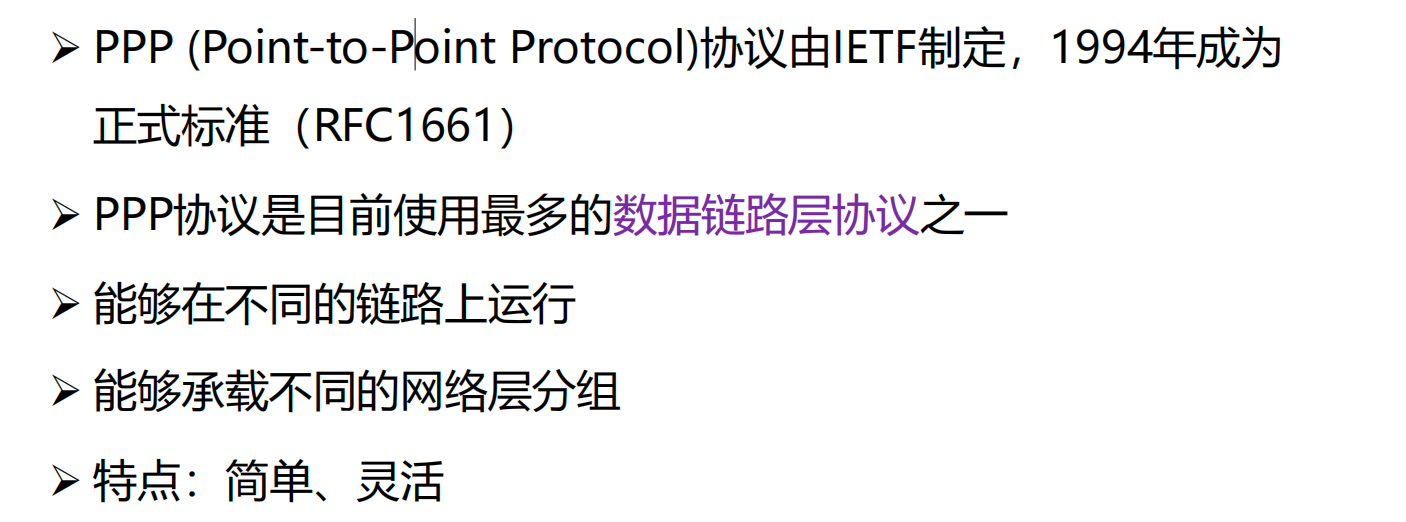 ➢ PPP (Point-to-Point Protocol)协议由IETF制定，1994年成为
正式标准（RFC1661）
➢ PPP协议是目前使用最多的数据链路层协议之一
➢ 能够在不同的链路上运行
➢ 能够承载不同的网络层分组
➢ 特点：简单、灵活